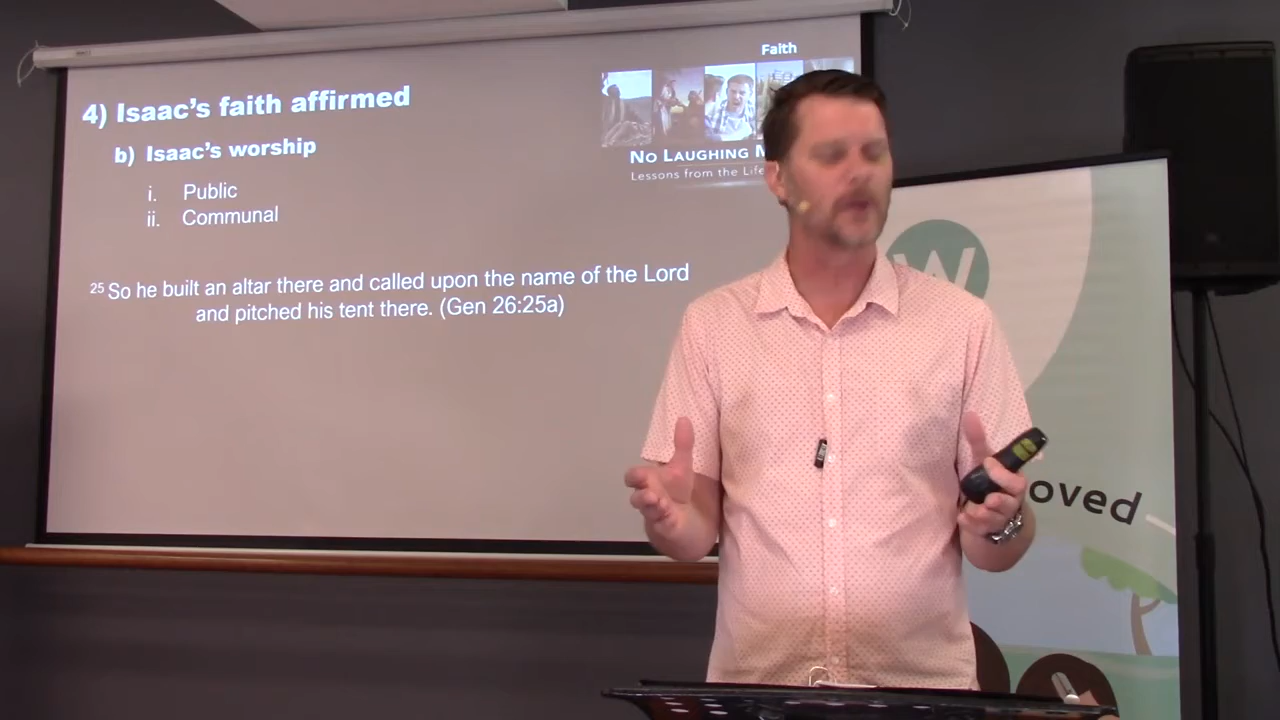 Faith
4) Isaac's faith affirmed
b) Isaac's worship
No Laughing
Lessons from the Life
i. Public
ii. Communal
25 So he built an altar there and called upon the name of the Lord
and pitched his tent there. (Gen 26:25a)
W
oved